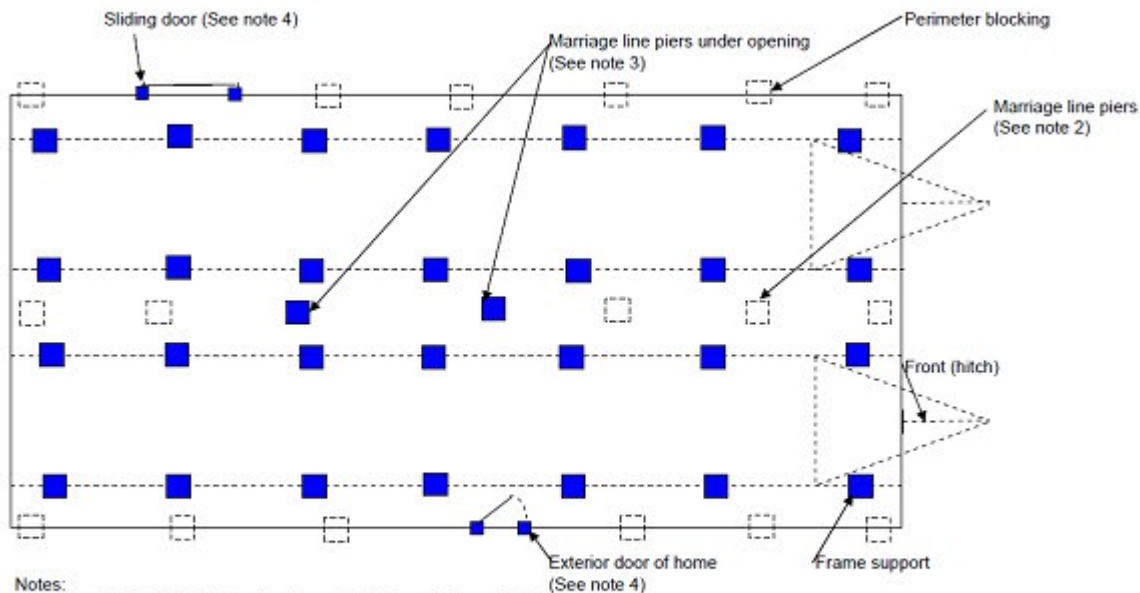 Sliding door (See note 4)
Perimeter blocking
Marriage line piers under opening
(See note 3)
Marriage line piers
(See note 2)
Front (hitch)
Exterior door of home
(See note 4)
Frame support
Notes: